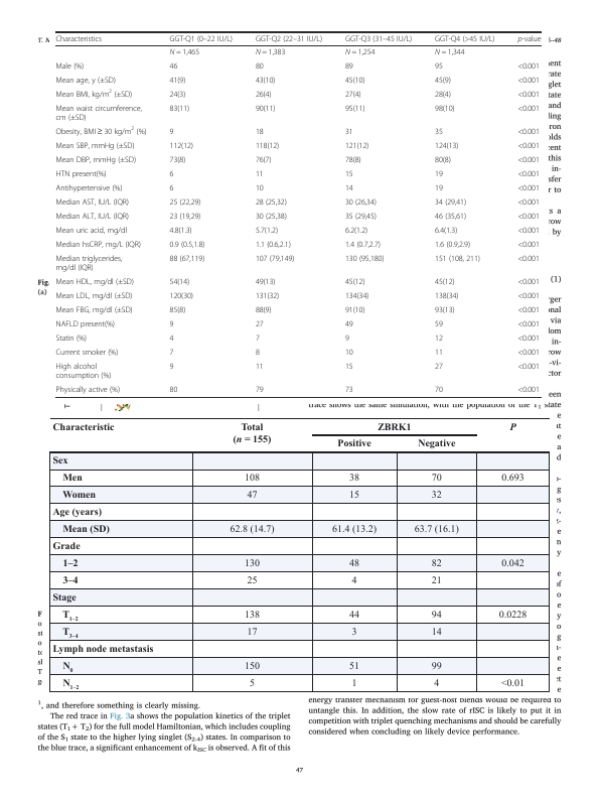 T. N
Characteristics GGT-Q1 (0–22 IU/L) GGT-Q2 (22–31 IU/L) GGT-Q3 (31–45 IU/L) GGT-Q4 (>45 IU/L) p-value
N = 1,465 N = 1,383 N = 1,254 N = 1,344
Male (%) 46 80 89 95 <0.001
Mean age, y (±SD) 41(9) 43(10) 45(10) 45(9) <0.001
Mean BMI, kg/m² (±SD) 24(3) 26(4) 27(4) 28(4) <0.001
Mean waist circumference, 83(11) 90(11) 95(11) 98(10) <0.001
cm (±SD)
Obesity, BMI ≥ 30 kg/m² (%) 9 18 31 35 <0.001
Mean SBP, mmHg (±SD) 112(12) 118(12) 121(12) 124(13) <0.001
Mean DBP, mmHg (±SD) 73(8) 76(7) 78(8) 80(8) <0.001
HTN present(%) 6 11 15 19 <0.001
Antihypertensive (%) 6 10 14 19 <0.001
Median AST, IU/L (IQR) 25 (22,29) 28 (25,32) 30 (26,34) 34 (29,41) <0.001
Median ALT, IU/L (IQR) 23 (19,29) 30 (25,38) 35 (29,45) 46 (35,61) <0.001
Mean uric acid, mg/dl 4.8(1.3) 5.7(1.2) 6.2(1.2) 6.4(1.3) <0.001
Median hsCRP, mg/L (IQR) 0.9 (0.5,1.8) 1.1 (0.6,2.1) 1.4 (0.7,2.7) 1.6 (0.9,2.9) <0.001
Median triglycerides, 88 (67,119) 107 (79,149) 130 (95,180) 151 (108, 211) <0.001
mg/dl (IQR)
Mean HDL, mg/dl (±SD) 54(14) 49(13) 45(12) 45(12) <0.001
Mean LDL, mg/dl (±SD) 120(30) 131(32) 134(34) 138(34) <0.001
Mean FBG, mg/dl (±SD) 85(8) 88(9) 91(10) 93(13) <0.001
NAFLD present(%) 9 27 49 59 <0.001
Statin (%) 4 7 9 12 <0.001
Current smoker (%) 7 8 10 11 <0.001
High alcohol 9 11 15 27 <0.001
consumption (%)
Physically active (%) 80 79 73 70 <0.001
Fig.
(a)
trace shows the same simulation, with the population of the T₁ state
Characteristic Total ZBRK1 P
(n = 155) Positive Negative
Sex
Men 108 38 70 0.693
Women 47 15 32
Age (years)
Mean (SD) 62.8 (14.7) 61.4 (13.2) 63.7 (16.1)
Grade
1–2 130 48 82 0.042
3–4 25 4 21
Stage
T₁₋₂ 138 44 94 0.0228
T₃₋₄ 17 3 14
Lymph node metastasis
N₀ 150 51 99
N₁₋₂ 5 1 4 <0.01
¹, and therefore something is clearly missing.
The red trace in Fig. 3a shows the population kinetics of the triplet
states (T₁ + T₂) for the full model Hamiltonian, which includes coupling
of the S₁ state to the higher lying singlet (S₂₋₄) states. In comparison to
the blue trace, a significant enhancement of kISC is observed. A fit of this
energy transfer mechanism for guest-host blends would be required to
untangle this. In addition, the slow rate of rISC is likely to put it in
competition with triplet quenching mechanisms and should be carefully
considered when concluding on likely device performance.
47